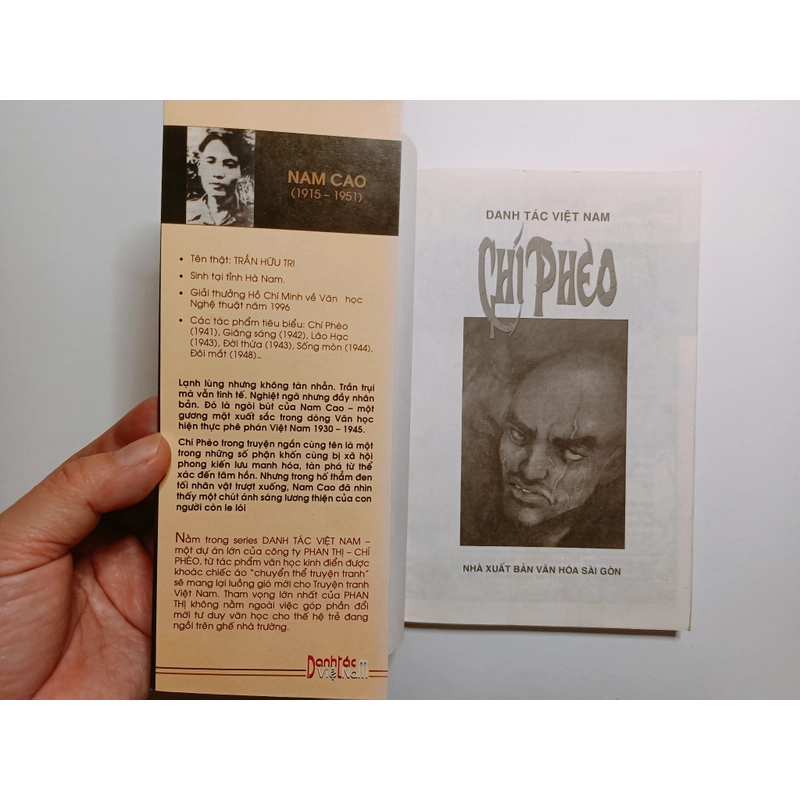 NAM CAO
(1915 – 1951)
• Tên thật: TRẦN HỮU TRI
• Sinh tại tỉnh Hà Nam.
• Giải thưởng Hồ Chí Minh về Văn học
Nghệ thuật năm 1996
• Các tác phẩm tiêu biểu: Chí Phèo
(1941), Giăng sáng (1942), Lão Hạc
(1943), Đời thừa (1943), Sống mòn (1944),
Đôi mắt (1948)...
Lạnh lùng nhưng không tàn nhẫn. Trần trụi
mà vẫn tinh tế. Nghiệt ngã nhưng đầy nhân
bản. Đó là ngòi bút của Nam Cao – một
gương mặt xuất sắc trong dòng Văn học
hiện thực phê phán Việt Nam 1930 – 1945.
Chí Phèo trong truyện ngắn cùng tên là một
trong những số phận khốn cùng bị xã hội
phong kiến lưu manh hóa, tàn phá từ thể
xác đến tâm hồn. Nhưng trong hố thẳm đen
tối nhân vật trượt xuống, Nam Cao đã nhìn
thấy một chút ánh sáng lương thiện của con
người còn le lói
Nằm trong series DANH TÁC VIỆT NAM –
một dự án lớn của công ty PHAN THỊ – CHÍ
PHÈO, từ tác phẩm văn học kinh điển được
khoác chiếc áo "chuyển thể truyện tranh"
sẽ mang lại luồng gió mới cho Truyện tranh
Việt Nam. Tham vọng lớn nhất của PHAN
THỊ không nằm ngoài việc góp phần đổi
mới tư duy văn học cho thế hệ trẻ đang
ngồi trên ghế nhà trường.
Danh tác
Việt Nam
DANH TÁC VIỆT NAM
CHÍ PHÈO
NHÀ XUẤT BẢN VĂN HÓA SÀI GÒN